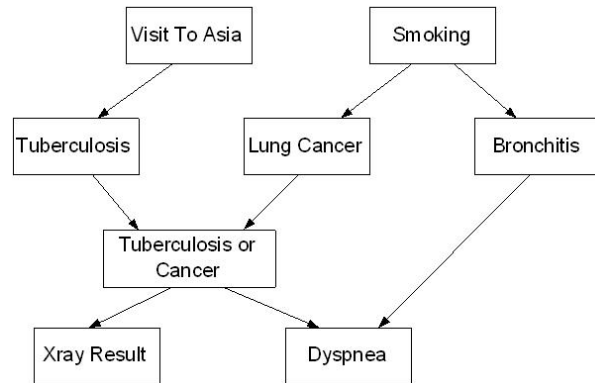 Visit To Asia
Smoking
Tuberculosis
Lung Cancer
Bronchitis
Tuberculosis or
Cancer
Xray Result
Dyspnea